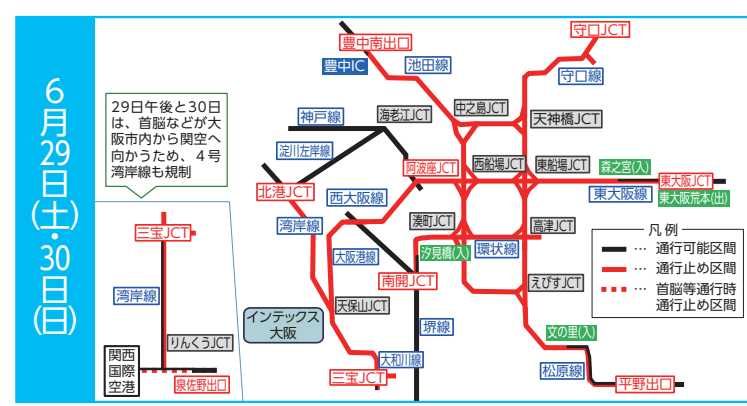 6月29日(土)・30日(日)
29日午後と30日
は、首脳などが大
阪市内から関空へ
向かうため、4号
湾岸線も規制
三宝JCT
湾岸線
りんくうJCT
関西
国際
空港
泉佐野出口
豊中南出口
豊中IC
池田線
守口JCT
守口線
神戸線
海老江JCT
中之島JCT
天神橋JCT
淀川左岸線
北港JCT
西大阪線
阿波座JCT
西船場JCT
東船場JCT
森之宮(入)
東大阪JCT
東大阪線
東大阪荒本(出)
湾岸線
大阪港線
湊町JCT
汐見橋(入)
環状線
高津JCT
南開JCT
えびすJCT
天保山JCT
インテックス
大阪
堺線
文の里(入)
大和川線
三宝JCT
松原線
平野出口
凡例
… 通行可能区間
… 通行止め区間
… 首脳等通行時
通行止め区間